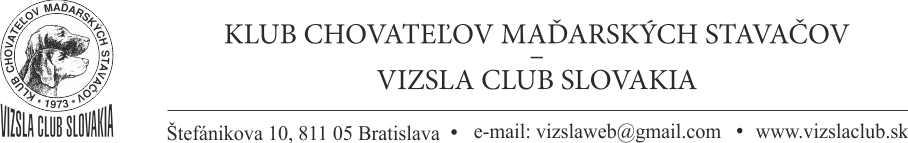 KLUB CHOVATEĽOV MAĎARSKÝCH STAVAČOV
• 1973 •
VIZSLA CLUB SLOVAKIA
KLUB CHOVATEĽOV MAĎARSKÝCH STAVAČOV
–
VIZSLA CLUB SLOVAKIA
Štefánikova 10, 811 05 Bratislava • e-mail: vizslaweb@gmail.com • www.vizslaclub.sk